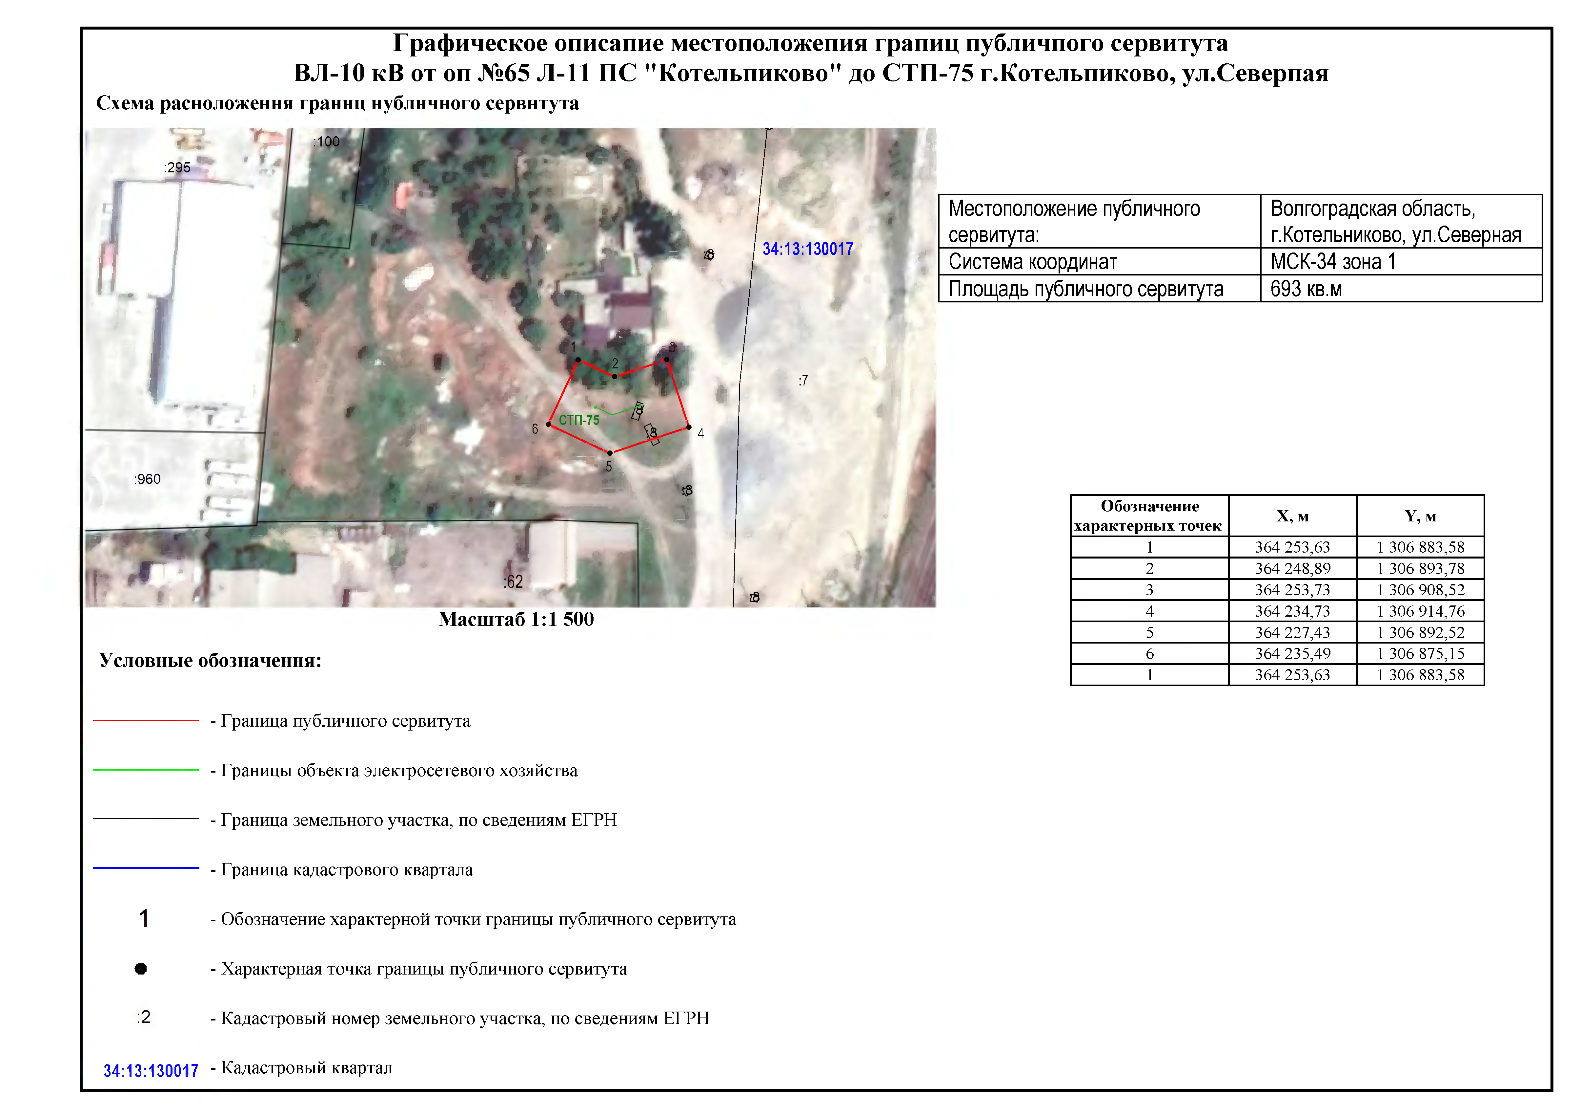 Графическое описание местоположения границ публичного сервитута
ВЛ-10 кВ от оп №65 Л-11 ПС "Котельниково" до СТП-75 г.Котельниково, ул.Северная
Схема расположения границ публичного сервитута
:100
:295
34:13:130017
:8
:7
1
2
3
СТП-75
6
4
5
:960
:8
:62
:8
Масштаб 1:1 500
Местоположение публичного сервитута:
Волгоградская область, г.Котельниково, ул.Северная
Система координат
МСК-34 зона 1
Площадь публичного сервитута
693 кв.м
Обозначение характерных точек
X, м
Y, м
1 364 253,63 1 306 883,58
2 364 248,89 1 306 893,78
3 364 253,73 1 306 908,52
4 364 234,73 1 306 914,76
5 364 227,43 1 306 892,52
6 364 235,49 1 306 875,15
1 364 253,63 1 306 883,58
Условные обозначения:
- Граница публичного сервитута
- Границы объекта электросетевого хозяйства
- Граница земельного участка, по сведениям ЕГРН
- Граница кадастрового квартала
1 - Обозначение характерной точки границы публичного сервитута
- Характерная точка границы публичного сервитута
:2 - Кадастровый номер земельного участка, по сведениям ЕГРН
34:13:130017 - Кадастровый квартал